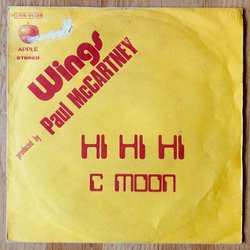 APPLE
STEREO
Wings
produced by Paul McCARTNEY
HI HI HI
C MOON